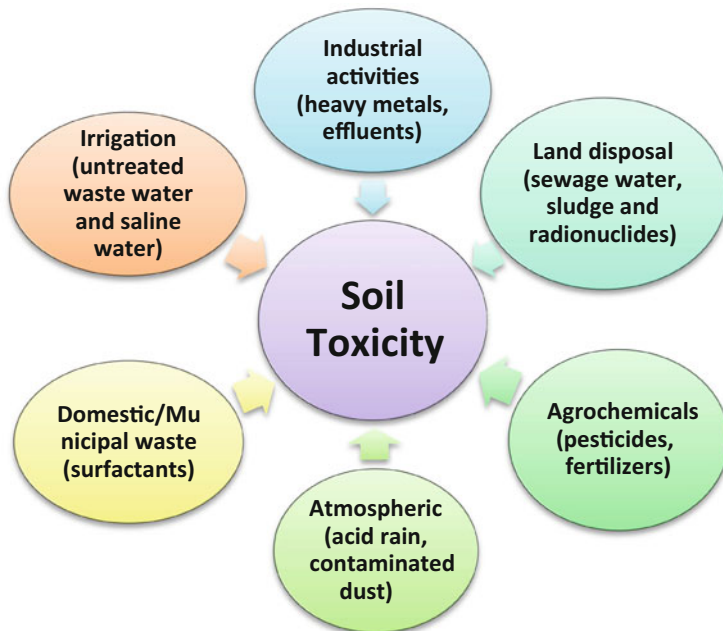 Industrial
activities
(heavy metals,
effluents)
Land disposal
(sewage water,
sludge and
radionuclides)
Agrochemicals
(pesticides,
fertilizers)
Atmospheric
(acid rain,
contaminated
dust)
Domestic/Mu
nicipal waste
(surfactants)
Irrigation
(untreated
waste water
and saline
water)
Soil
Toxicity